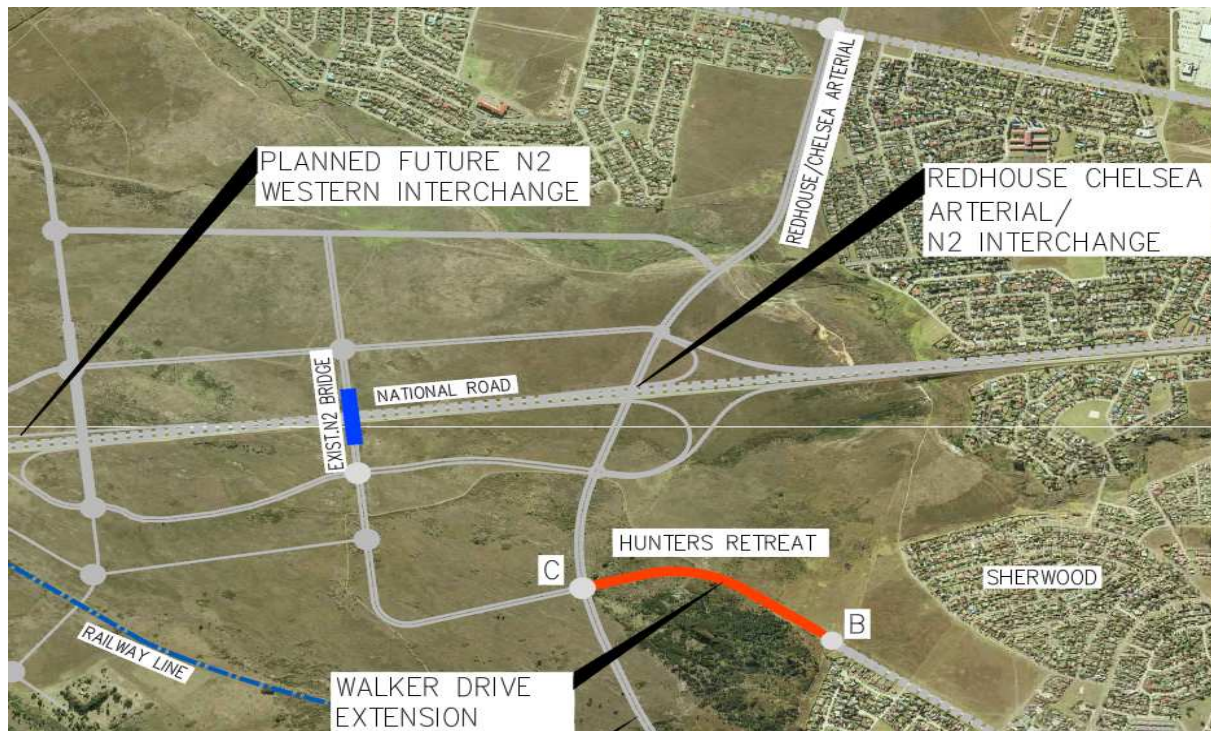 REDHOUSE/CHELSEA ARTERIAL
PLANNED FUTURE N2
WESTERN INTERCHANGE
REDHOUSE CHELSEA
ARTERIAL/
N2 INTERCHANGE
EXIST.N2 BRIDGE
NATIONAL ROAD
HUNTERS RETREAT
C
SHERWOOD
B
RAILWAY LINE
WALKER DRIVE
EXTENSION